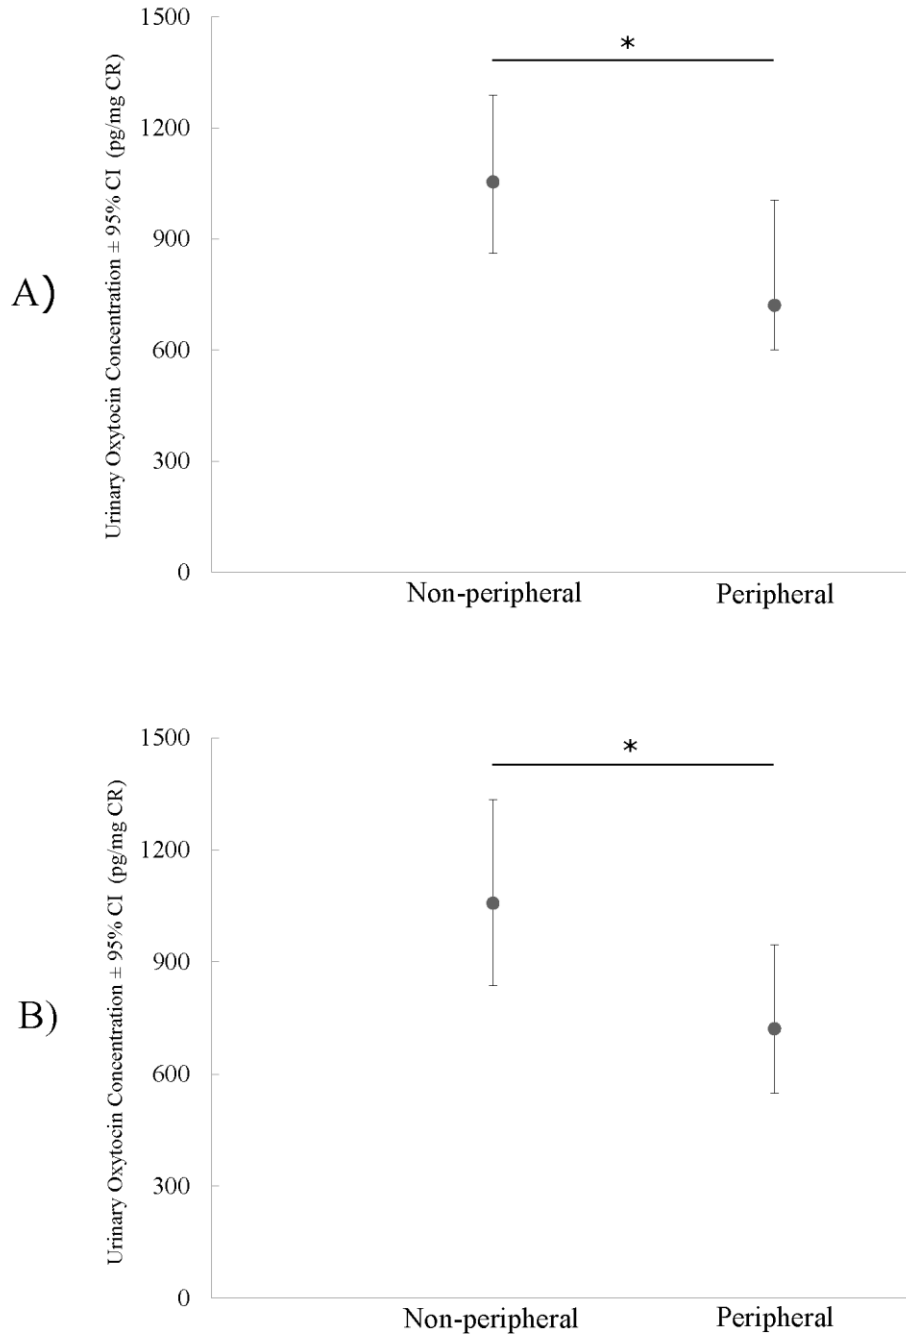 A)
Urinary Oxytocin Concentration ± 95% CI (pg/mg CR)
1500
1200
900
600
300
0
*
Non-peripheral Peripheral
B)
Urinary Oxytocin Concentration ± 95% CI (pg/mg CR)
1500
1200
900
600
300
0
*
Non-peripheral Peripheral